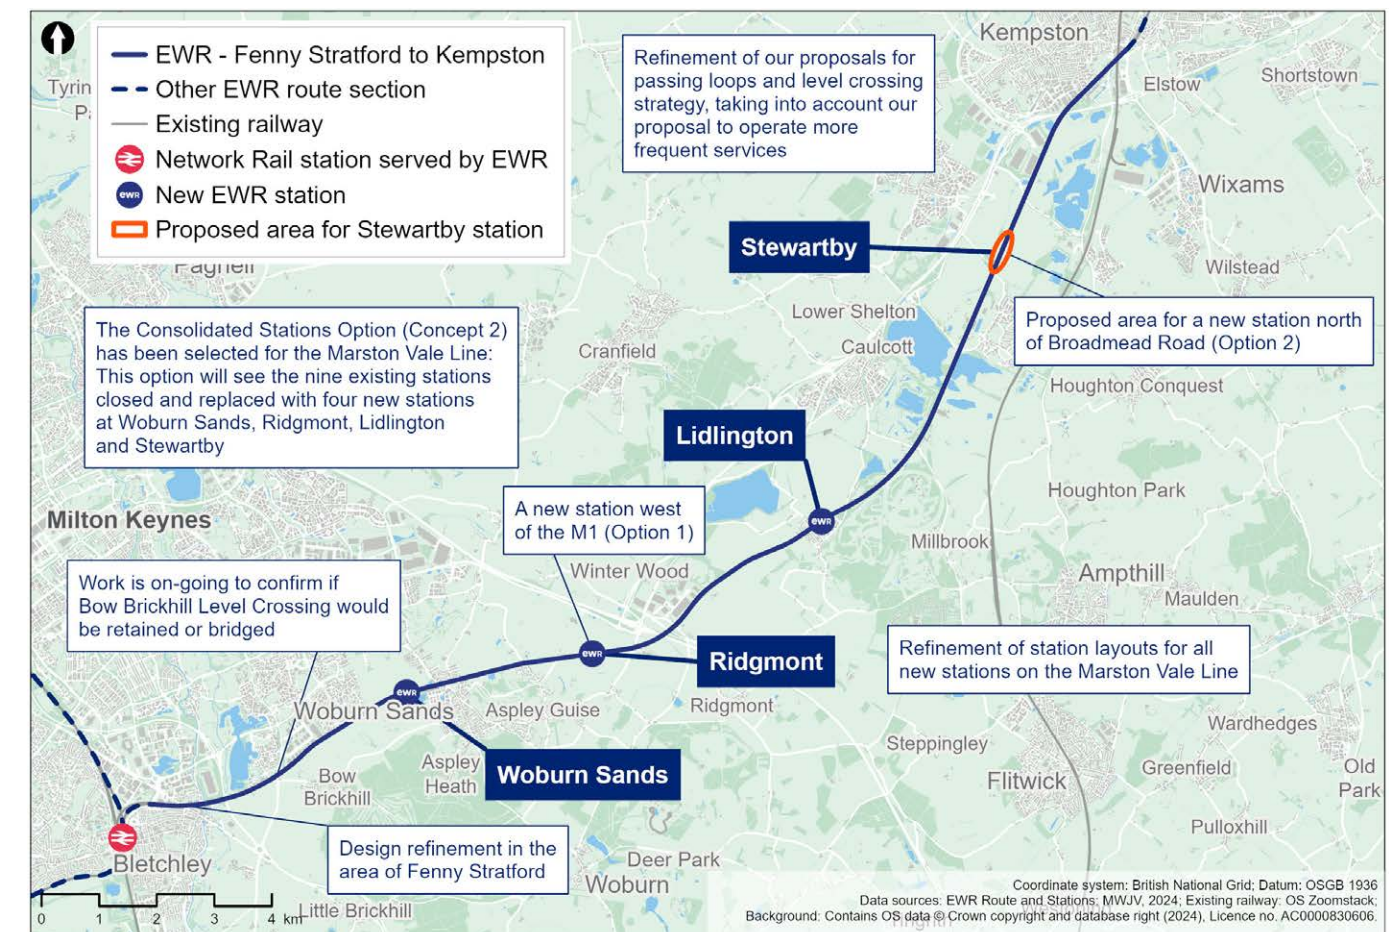 EWR - Fenny Stratford to Kempston
Other EWR route section
Existing railway
Network Rail station served by EWR
ewr New EWR station
Proposed area for Stewartby station
Tyrin
Kempston
Elstow
Shortstown
Refinement of our proposals for
passing loops and level crossing
strategy, taking into account our
proposal to operate more
frequent services
Wixams
Stewartby
Wilstead
Pagnell
Lower Shelton
Caulcott
Cranfield
Proposed area for a new station north
of Broadmead Road (Option 2)
Houghton Conquest
The Consolidated Stations Option (Concept 2)
has been selected for the Marston Vale Line:
This option will see the nine existing stations
closed and replaced with four new stations
at Woburn Sands, Ridgmont, Lidlington
and Stewartby
Lidlington
Houghton Park
Milton Keynes
A new station west
of the M1 (Option 1)
ewr
Millbrook
Winter Wood
Ampthill
Maulden
Work is on-going to confirm if
Bow Brickhill Level Crossing would
be retained or bridged
ewr
Ridgmont
Refinement of station layouts for all
new stations on the Marston Vale Line
ewr
Woburn Sands
Aspley Guise
Ridgmont
Wardhedges
Steppingley
Aspley
Heath
Woburn Sands
Bow
Brickhill
Flitwick
Greenfield
Old
Park
Pulloxhill
Bletchley
Design refinement in the
area of Fenny Stratford
Deer Park
Woburn
Little Brickhill
0 1 2 3 4 km
Coordinate system: British National Grid; Datum: OSGB 1936
Data sources: EWR Route and Stations, MWJV, 2024; Existing railway: OS Zoomstack;
Background: Contains OS data © Crown copyright and database right (2024), Licence no. AC0000830606.